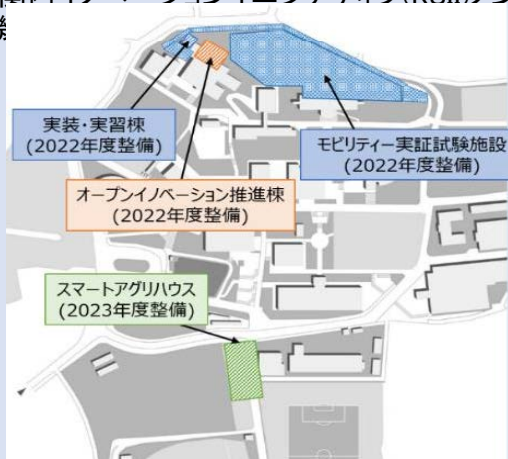 実装・実習棟
(2022年度整備)
モビリティー実証試験施設
(2022年度整備)
オープンイノベーション推進棟
(2022年度整備)
スマートアグリハウス
(2023年度整備)